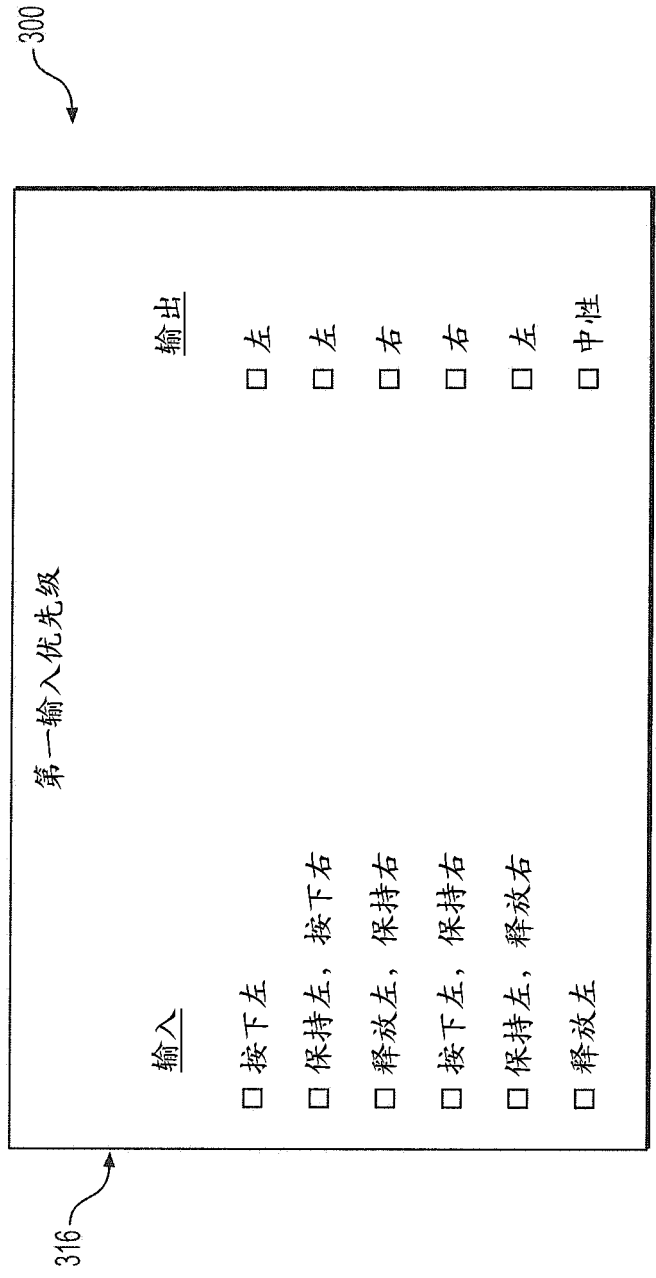 300
316
第一输入优先级
输入 输出
□ 按下左 □ 左
□ 保持左，按下右 □ 左
□ 释放左，保持右 □ 右
□ 按下左，保持右 □ 右
□ 保持左，释放右 □ 左
□ 释放左 □ 中性